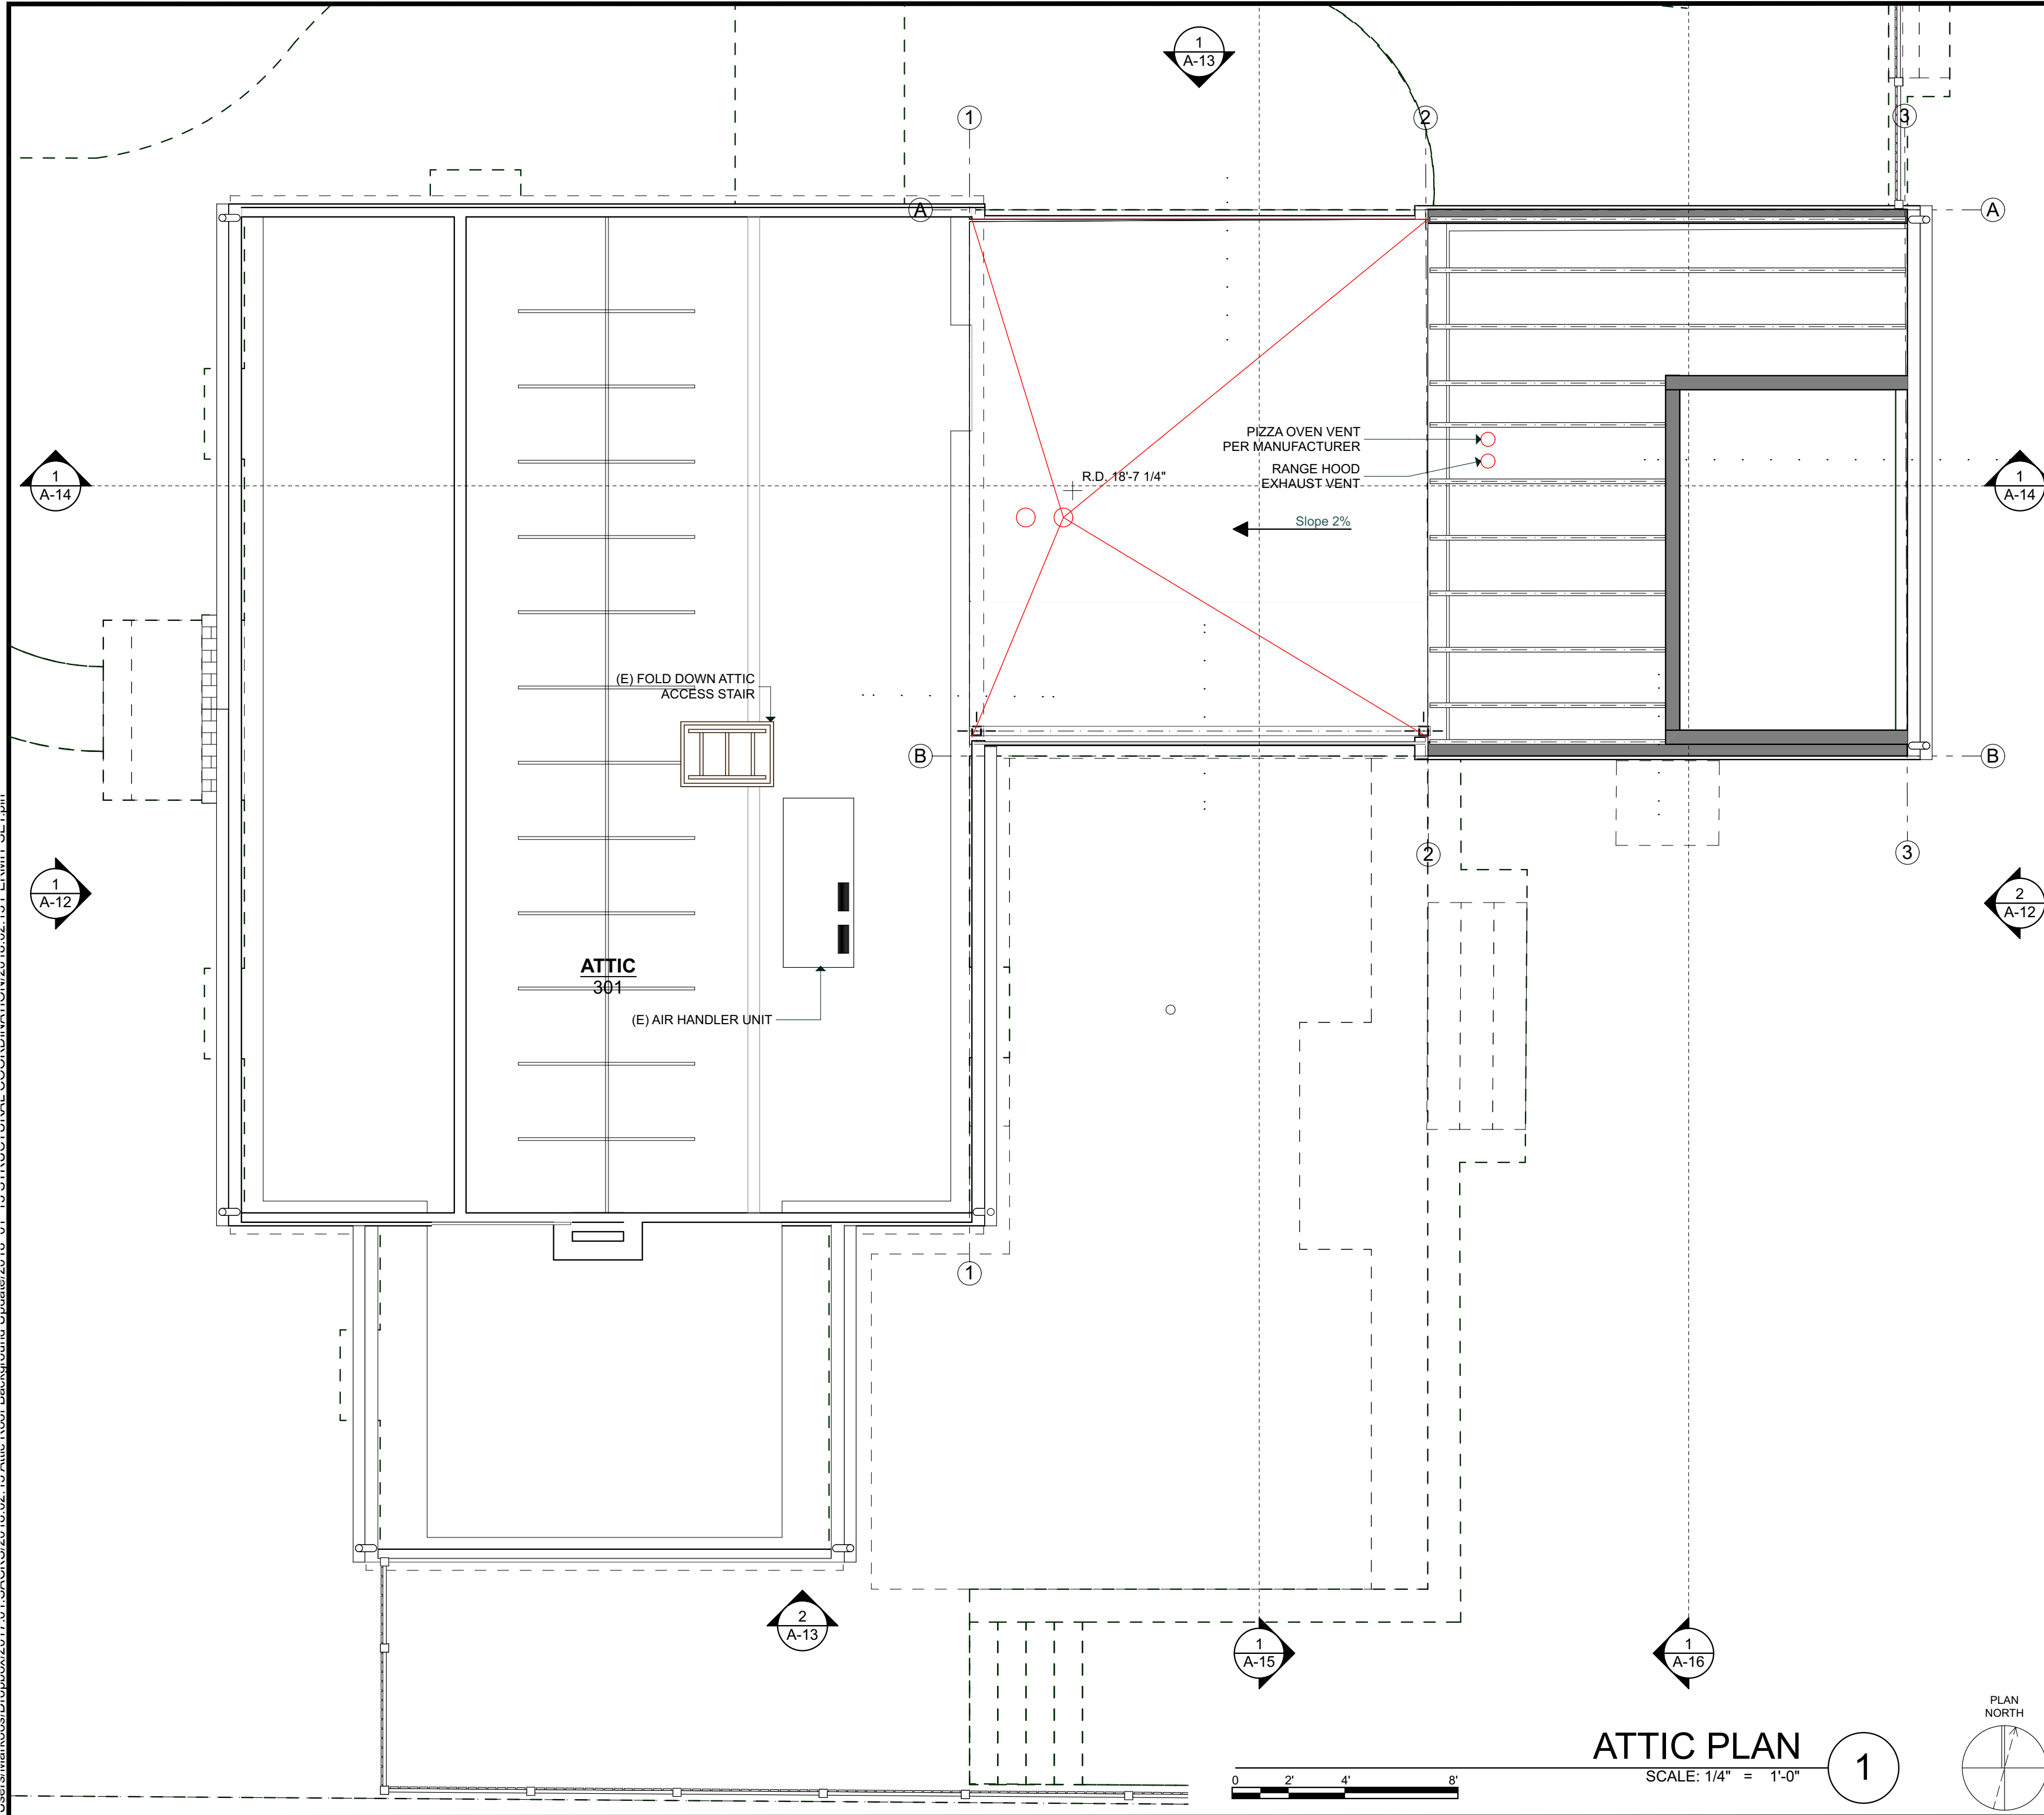 1
A-13
1
2
3
A
A
PIZZA OVEN VENT
PER MANUFACTURER
RANGE HOOD
EXHAUST VENT
R.D. 18'-7 1/4"
1
A-14
1
A-14
Slope 2%
(E) FOLD DOWN ATTIC
ACCESS STAIR
B
B
2
3
1
A-12
2
A-12
ATTIC
301
(E) AIR HANDLER UNIT
1
2
A-13
1
A-15
1
A-16
PLAN
NORTH
ATTIC PLAN
1
SCALE: 1/4" = 1'-0"
0 2' 4' 8'